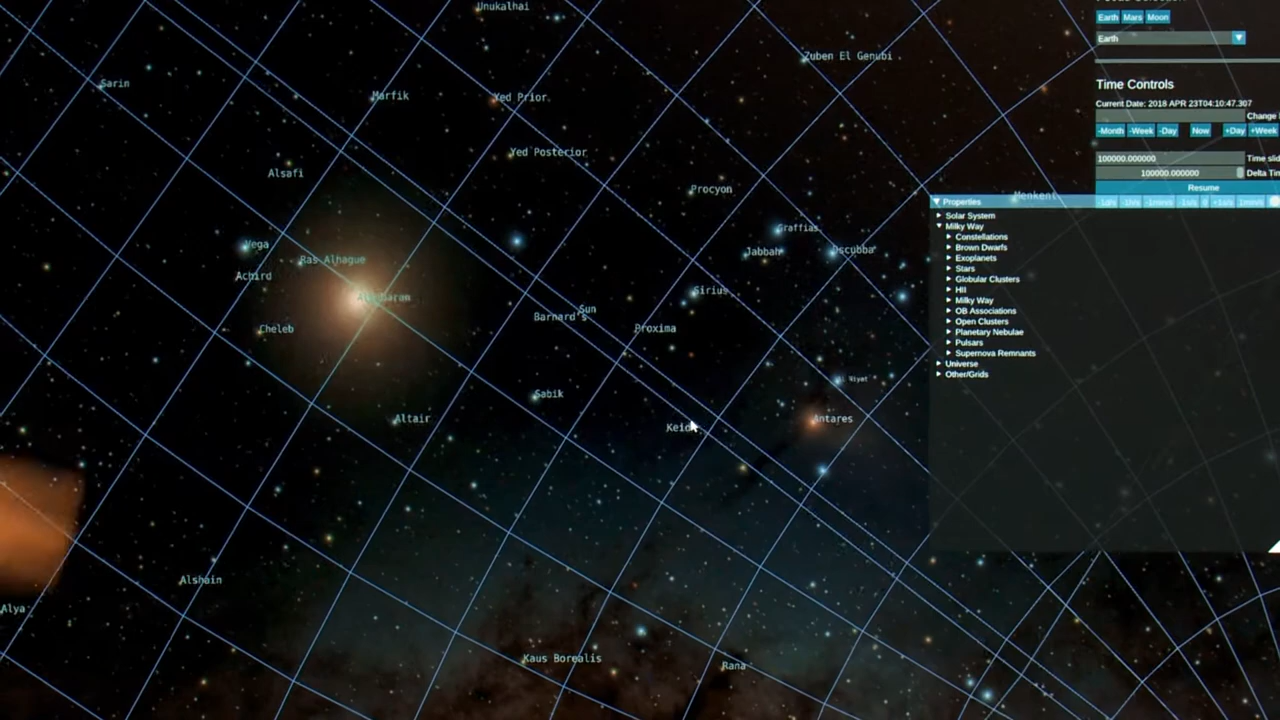 Unukalhai
Earth Mars Moon
Earth
Zuben El Genubi
Sarin
Time Controls
Marfik
Yed Prior
Current Date: 2018 APR 23T04:10:47.307
Change
-Month -Week -Day Now +Day +Week
Yed Posterior
100000.000000
Time
Alsafi
100000.000000
Delta
Procyon
Resume
Menkent
Properties
Solar System
Milky Way
Graffias
Constellations
Vega
Jabbah
Dscubba
Brown Dwarfs
Ras Alhague
Exoplanets
Achird
Stars
Globular Clusters
Sirius
HII
Milky Way
Sun
OB Associations
Barnard's
Open Clusters
Cheleb
Proxima
Planetary Nebulae
Pulsars
Supernova Remnants
Universe
Other/Grids
Sabik
Altair
Antares
Alshain
Alya
Kaus Borealis
Rana